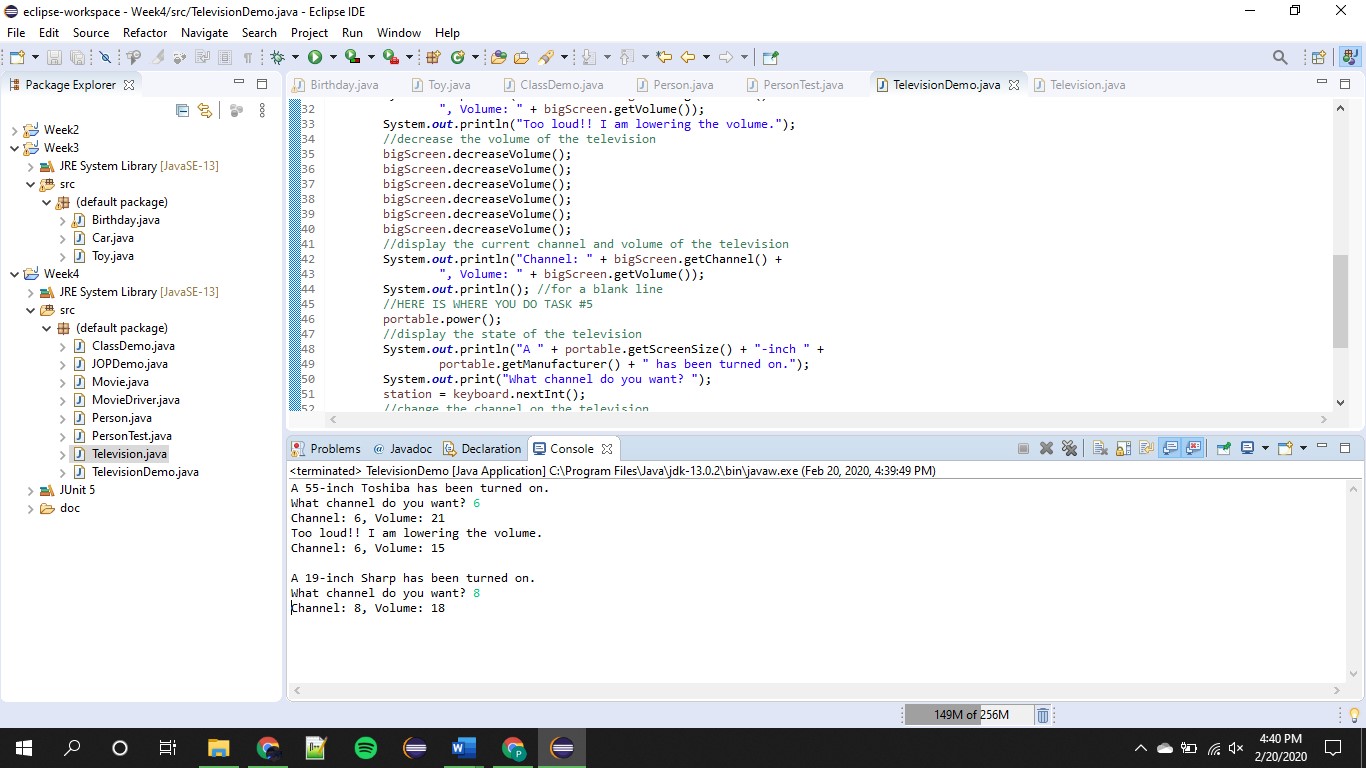 eclipse-workspace - Week4/src/TelevisionDemo.java - Eclipse IDE
File Edit Source Refactor Navigate Search Project Run Window Help
Package Explorer
Birthday.java Toy.java ClassDemo.java Person.java PersonTest.java TelevisionDemo.java Television.java
Week2
Week3
JRE System Library [JavaSE-13]
src
(default package)
Birthday.java
Car.java
Toy.java
Week4
JRE System Library [JavaSE-13]
src
(default package)
ClassDemo.java
JOPDemo.java
Movie.java
MovieDriver.java
Person.java
PersonTest.java
Television.java
TelevisionDemo.java
JUnit 5
doc
32 ", Volume: " + bigScreen.getVolume());
33 System.out.println("Too loud!! I am lowering the volume.");
34 //decrease the volume of the television
35 bigScreen.decreaseVolume();
36 bigScreen.decreaseVolume();
37 bigScreen.decreaseVolume();
38 bigScreen.decreaseVolume();
39 bigScreen.decreaseVolume();
40 bigScreen.decreaseVolume();
41 //display the current channel and volume of the television
42 System.out.println("Channel: " + bigScreen.getChannel() +
43 ", Volume: " + bigScreen.getVolume());
44 System.out.println(); //for a blank line
45 //HERE IS WHERE YOU DO TASK #5
46 portable.power();
47 //display the state of the television
48 System.out.println("A " + portable.getScreenSize() + "-inch " +
49 portable.getManufacturer() + " has been turned on.");
50 System.out.print("What channel do you want? ");
51 station = keyboard.nextInt();
52 //change the channel on the television
Problems Javadoc Declaration Console
<terminated> TelevisionDemo [Java Application] C:\Program Files\Java\jdk-13.0.2\bin\javaw.exe (Feb 20, 2020, 4:39:49 PM)
A 55-inch Toshiba has been turned on.
What channel do you want? 6
Channel: 6, Volume: 21
Too loud!! I am lowering the volume.
Channel: 6, Volume: 15
A 19-inch Sharp has been turned on.
What channel do you want? 8
Channel: 8, Volume: 18
149M of 256M
4:40 PM
2/20/2020